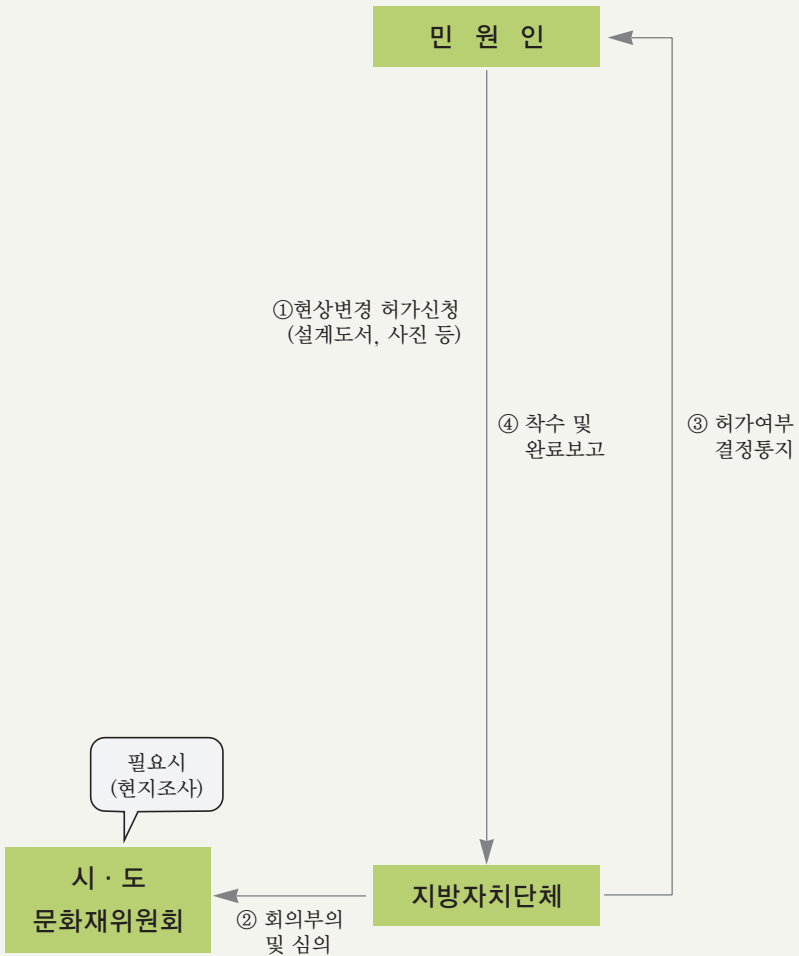 민 원 인
①현상변경 허가신청
(설계도서, 사진 등)
④ 착수 및
완료보고
③ 허가여부
결정통지
필요시
(현지조사)
시 · 도
문화재위원회
② 회의부의
및 심의
지방자치단체